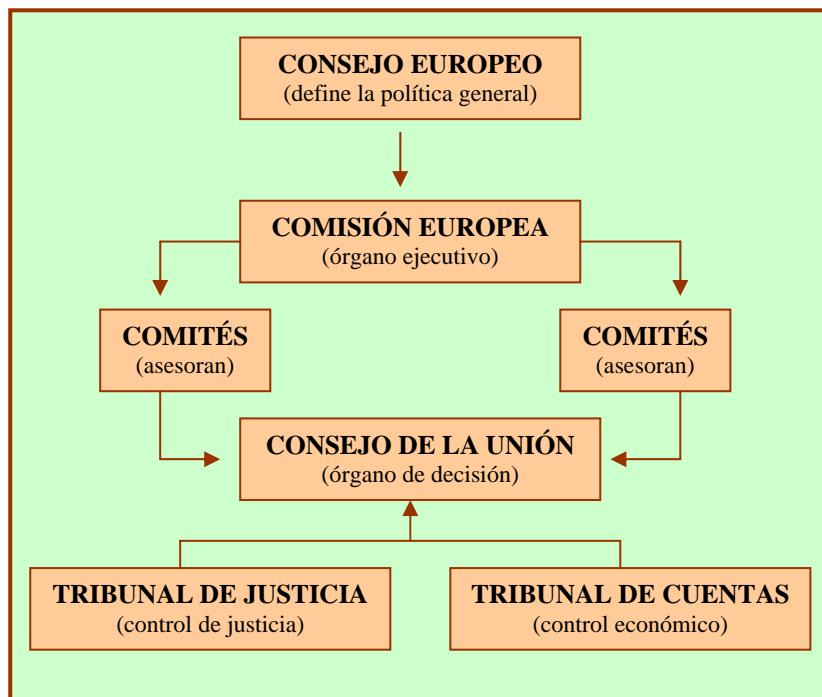 CONSEJO EUROPEO
(define la política general)
COMISIÓN EUROPEA
(órgano ejecutivo)
COMITÉS
(asesoran)
COMITÉS
(asesoran)
CONSEJO DE LA UNIÓN
(órgano de decisión)
TRIBUNAL DE JUSTICIA
(control de justicia)
TRIBUNAL DE CUENTAS
(control económico)